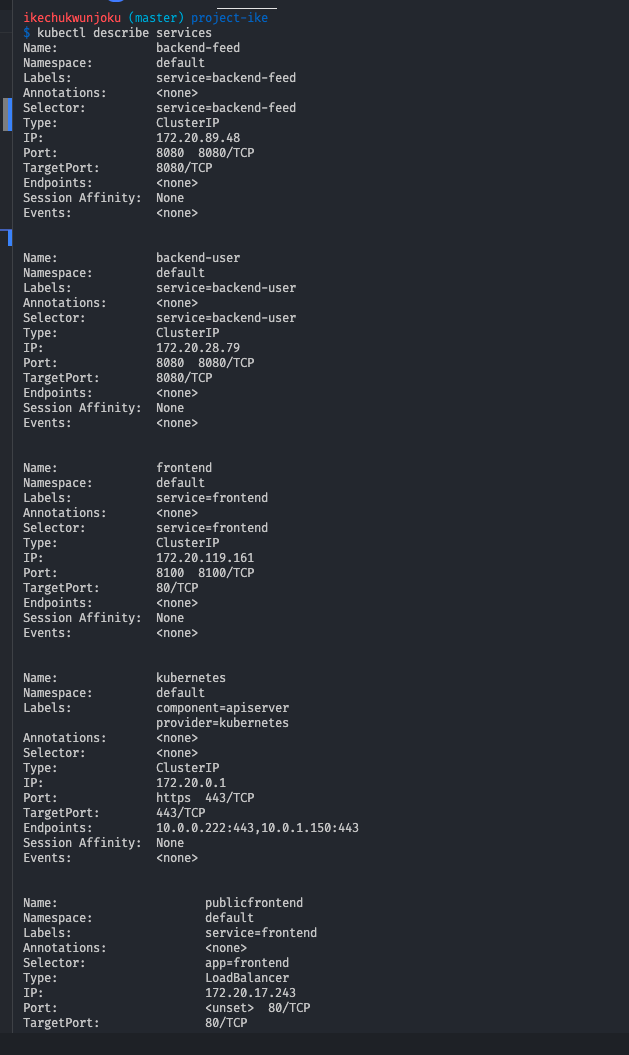 ikechukwunjoku (master) project-ike
$ kubectl describe services
Name:              backend-feed
Namespace:         default
Labels:            service=backend-feed
Annotations:       <none>
Selector:          service=backend-feed
Type:              ClusterIP
IP:                172.20.89.48
Port:              8080  8080/TCP
TargetPort:        8080/TCP
Endpoints:         <none>
Session Affinity:  None
Events:            <none>

Name:              backend-user
Namespace:         default
Labels:            service=backend-user
Annotations:       <none>
Selector:          service=backend-user
Type:              ClusterIP
IP:                172.20.28.79
Port:              8080  8080/TCP
TargetPort:        8080/TCP
Endpoints:         <none>
Session Affinity:  None
Events:            <none>

Name:              frontend
Namespace:         default
Labels:            service=frontend
Annotations:       <none>
Selector:          service=frontend
Type:              ClusterIP
IP:                172.20.119.161
Port:              8100  8100/TCP
TargetPort:        80/TCP
Endpoints:         <none>
Session Affinity:  None
Events:            <none>

Name:              kubernetes
Namespace:         default
Labels:            component=apiserver
                   provider=kubernetes
Annotations:       <none>
Selector:          <none>
Type:              ClusterIP
IP:                172.20.0.1
Port:              https  443/TCP
TargetPort:        443/TCP
Endpoints:         10.0.0.222:443,10.0.1.150:443
Session Affinity:  None
Events:            <none>

Name:                     publicfrontend
Namespace:                default
Labels:                   service=frontend
Annotations:              <none>
Selector:                 app=frontend
Type:                     LoadBalancer
IP:                       172.20.17.243
Port:                     <unset>  80/TCP
TargetPort:               80/TCP